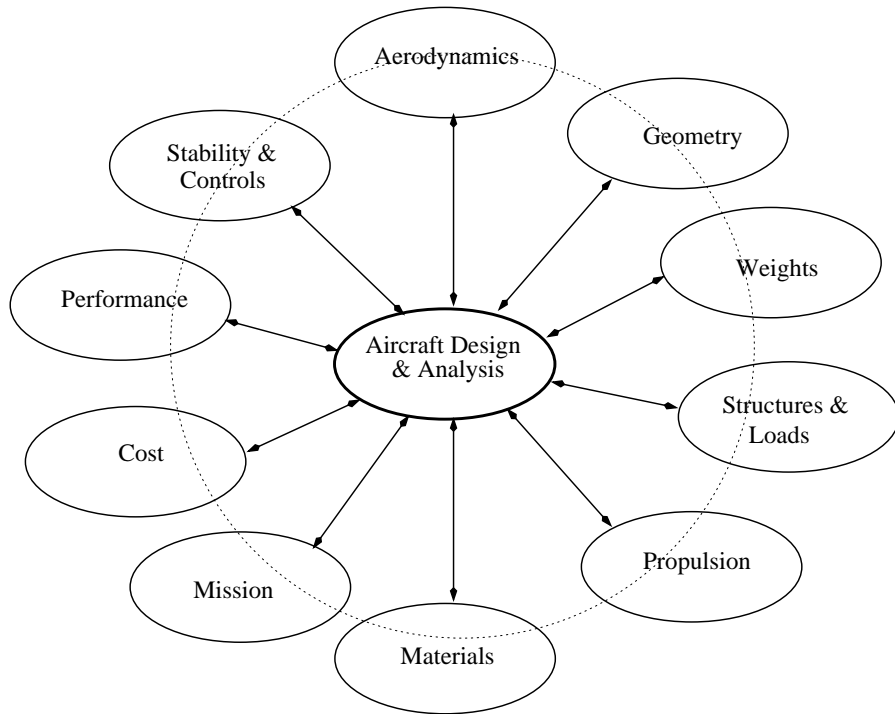 Aerodynamics
Geometry
Stability &
Controls
Weights
Performance
Aircraft Design
& Analysis
Structures &
Loads
Cost
Propulsion
Mission
Materials